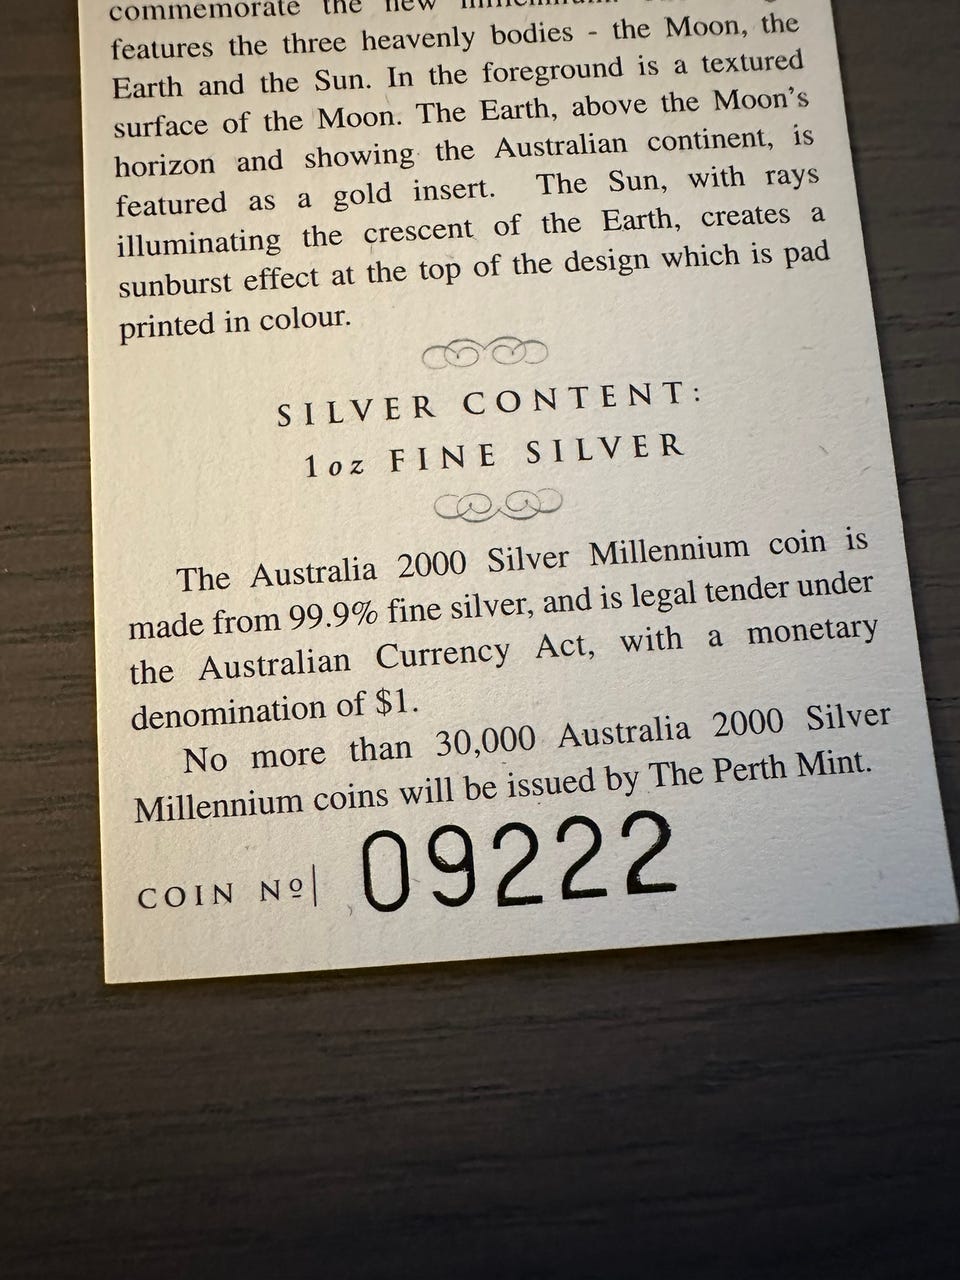 commemorate the new
features the three heavenly bodies - the Moon, the
Earth and the Sun. In the foreground is a textured
surface of the Moon. The Earth, above the Moon's
horizon and showing the Australian continent, is
featured as a gold insert. The Sun, with rays
illuminating the crescent of the Earth, creates a
sunburst effect at the top of the design which is pad
printed in colour.
SILVER CONTENT:
1oz FINE SILVER
The Australia 2000 Silver Millennium coin is
made from 99.9% fine silver, and is legal tender under
the Australian Currency Act, with a monetary
denomination of $1.
No more than 30,000 Australia 2000 Silver
Millennium coins will be issued by The Perth Mint.
COIN Nº| 09222